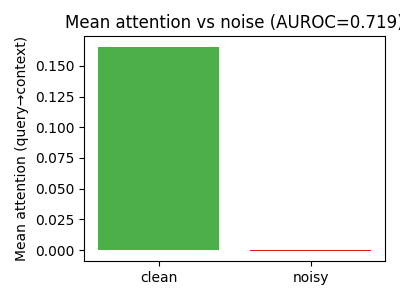 Mean attention vs noise (AUROC=0.719)
Mean attention (query→context)
0.150
0.125
0.100
0.075
0.050
0.025
0.000
clean
noisy